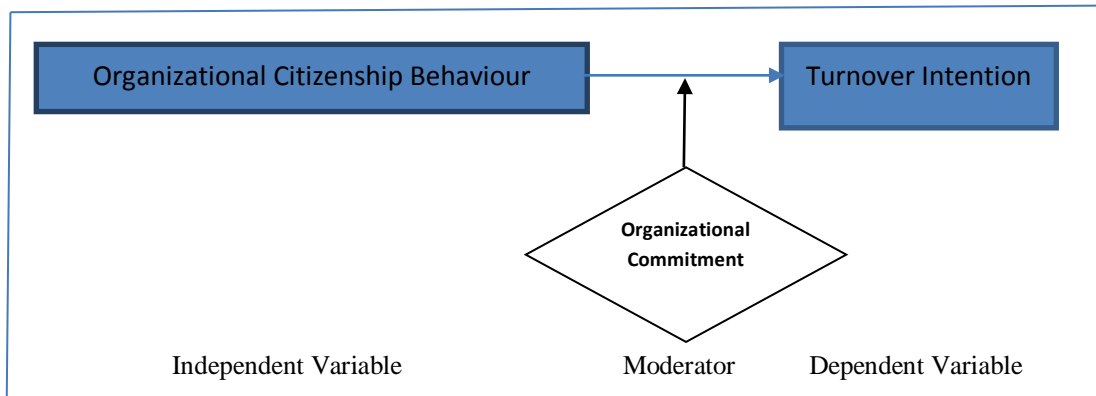 Organizational Citizenship Behaviour
Turnover Intention
Organizational
Commitment
Independent Variable
Moderator
Dependent Variable